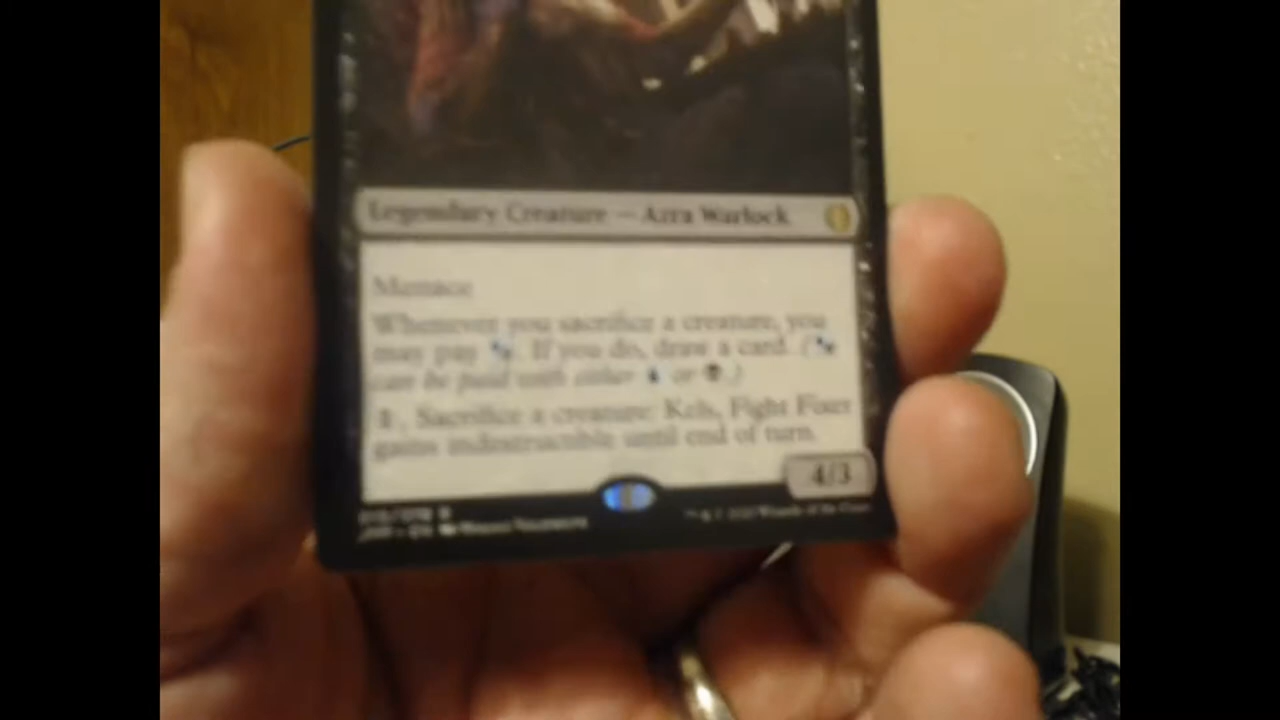 Legendary Creature — Azra Warlock
Menace
Whenever you sacrifice a creature, you
may pay . If you do, draw a card. (
can be paid with either or .)
, Sacrifice a creature: Kels, Fight Fixer
gains indestructible until end of turn.
4/3